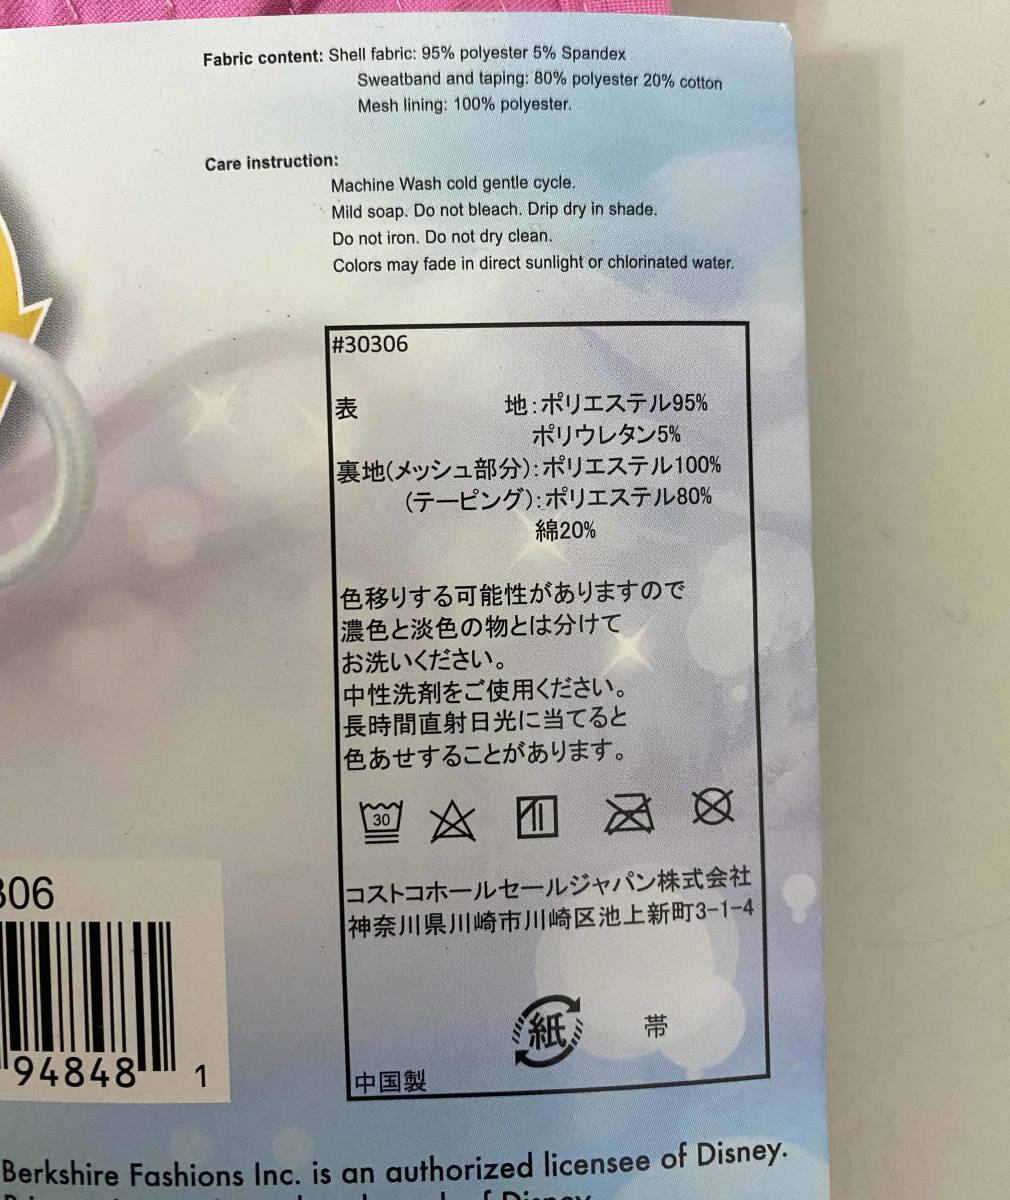 Fabric content: Shell fabric: 95% polyester 5% Spandex
Sweatband and taping: 80% polyester 20% cotton
Mesh lining: 100% polyester.
Care instruction:
Machine Wash cold gentle cycle.
Mild soap. Do not bleach. Drip dry in shade.
Do not iron. Do not dry clean.
Colors may fade in direct sunlight or chlorinated water.
#30306
表 地:ポリエステル95%
ポリウレタン5%
裏地(メッシュ部分):ポリエステル100%
(テーピング):ポリエステル80%
綿20%
色移りする可能性がありますので
濃色と淡色の物とは分けて
お洗いください。
中性洗剤をご使用ください。
長時間直射日光に当てると
色あせすることがあります。
30
コストコホールセールジャパン株式会社
神奈川県川崎市川崎区池上新町3-1-4
紙 帯
中国製
306
94848 1
Berkshire Fashions Inc. is an authorized licensee of Disney.